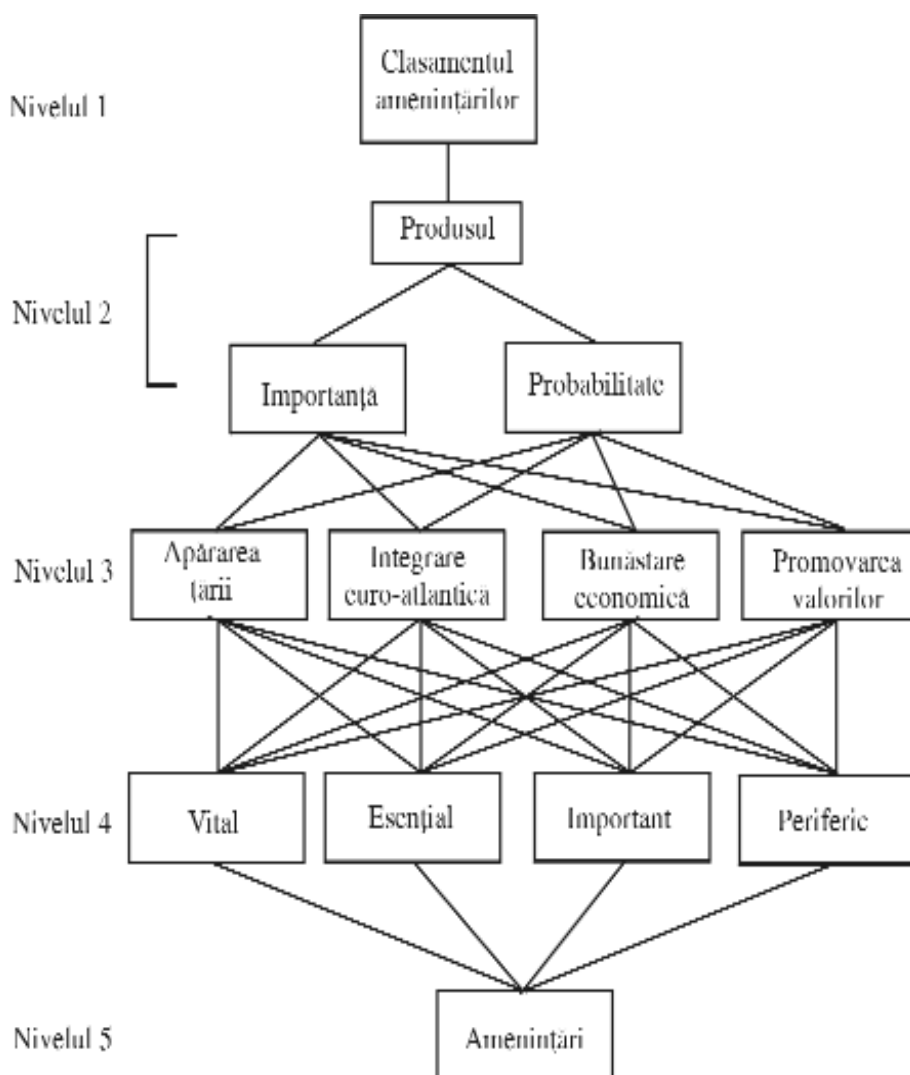 Clasamentul
amenințărilor
Nivelul 1
Produsul
Nivelul 2
Importanță
Probabilitate
Nivelul 3
Apărarea
țării
Integrare
euro-atlantică
Bunăstare
economică
Promovarea
valorilor
Nivelul 4
Vital
Esențial
Important
Periferic
Nivelul 5
Amenințări